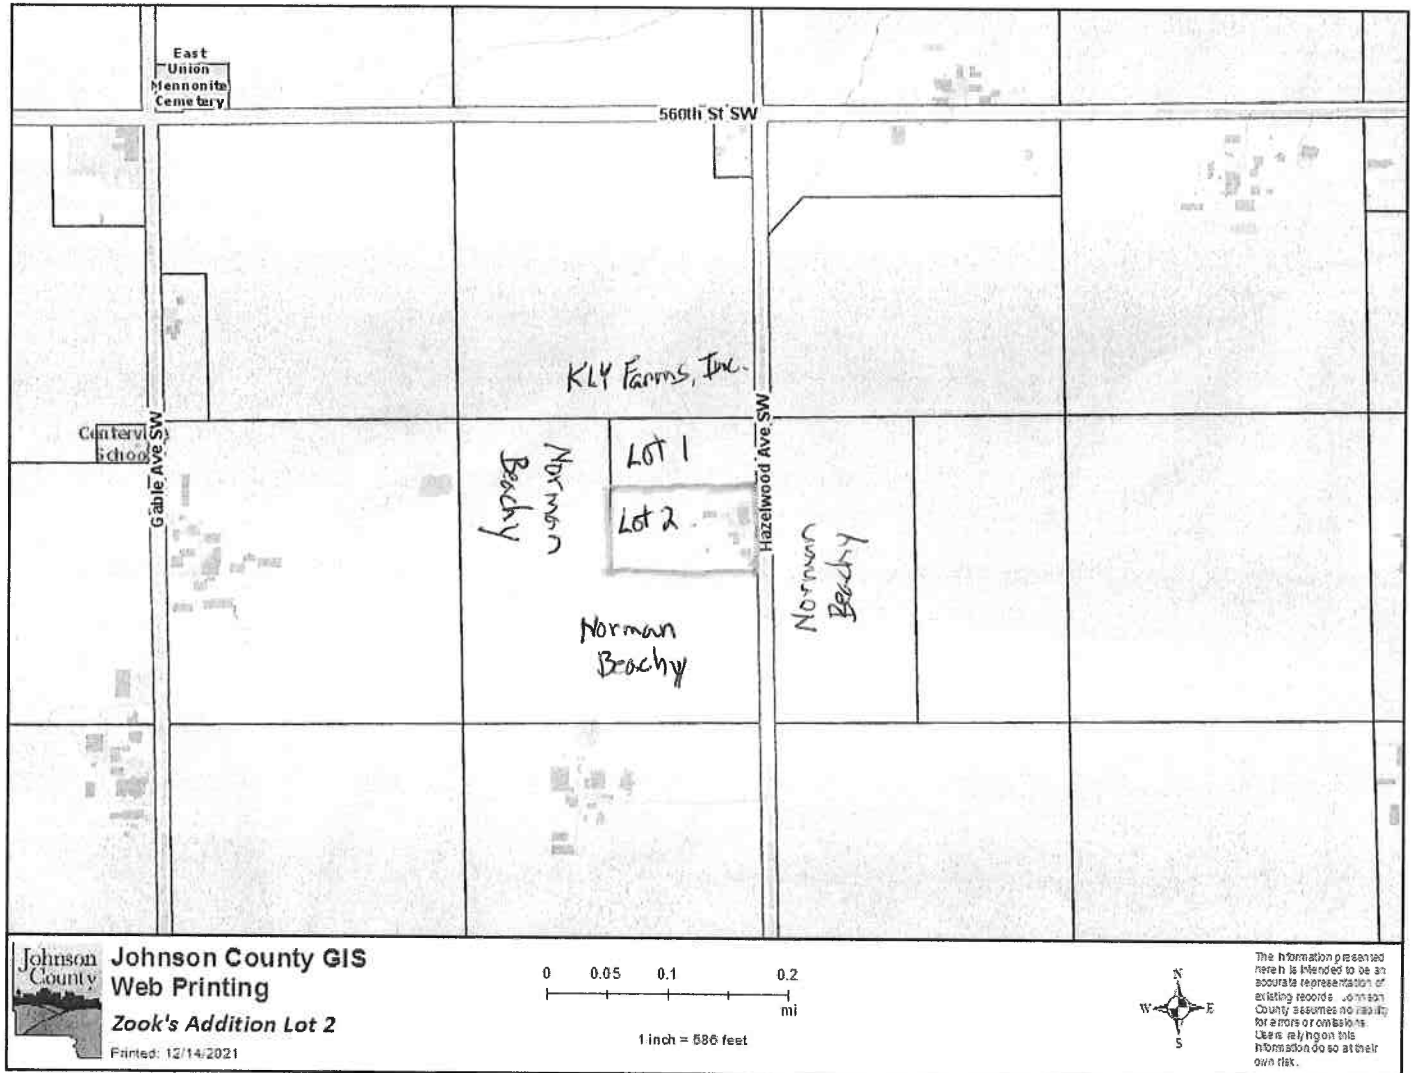 East
Union
Mennonite
Cemetery
560th St SW
KLY Farms, Inc.
Gable Ave SW
School
Hazelwood Ave SW
Norman
Beachy
Lot 1
Lot 2
Norman
Beachy
Norman
Beachy
Johnson
County
Johnson County GIS
Web Printing
Zook's Addition Lot 2
Printed: 12/14/2021
0 0.05 0.1 0.2
mi
1 inch = 686 feet
N
W E
S
The information presented
herein is intended to be an
accurate representation of
existing records. Johnson
County assumes no liability
for errors or omissions.
Users relying on this
information do so at their
own risk.